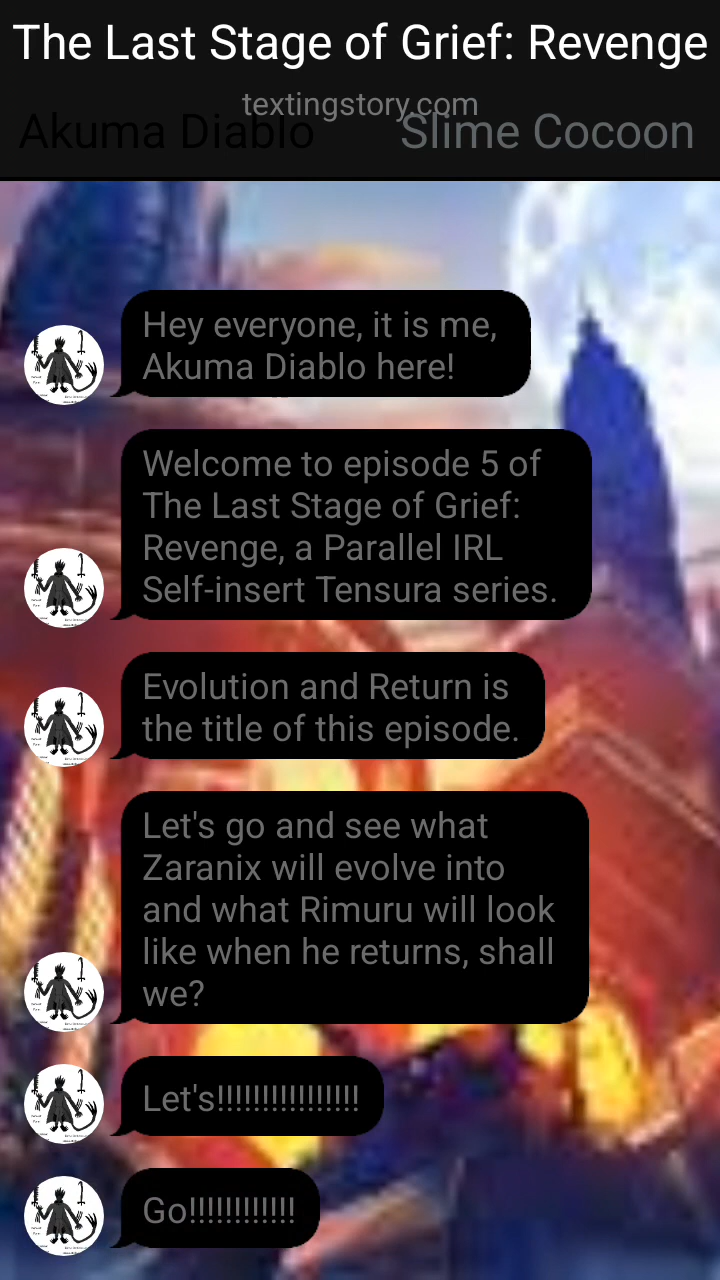 The Last Stage of Grief: Revenge
textingstory.com
Akuma Diablo Slime Cocoon
Hey everyone, it is me,
Akuma Diablo here!
Welcome to episode 5 of
The Last Stage of Grief:
Revenge, a Parallel IRL
Self-insert Tensura series.
Evolution and Return is
the title of this episode.
Let's go and see what
Zaranix will evolve into
and what Rimuru will look
like when he returns, shall
we?
Let's!!!!!!!!!!!!!!!!
Go!!!!!!!!!!!!